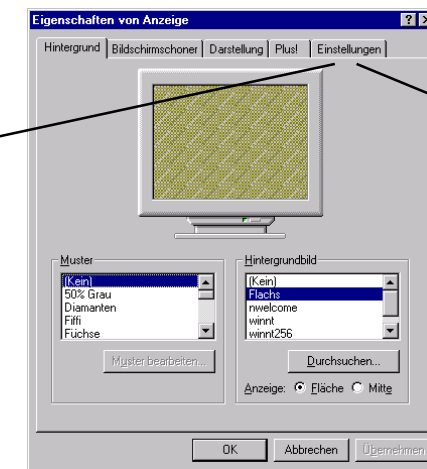 Eigenschaften von Anzeige
Hintergrund Bildschirmschoner Darstellung Plus! Einstellungen
Muster
(Kein)
50% Grau
Diamanten
Fiffi
Füchse
Muster bearbeiten...
Hintergrundbild
(Kein)
Flachs
nwelcome
winnt
winnt256
Durchsuchen...
Anzeige: Fläche Mitte
OK Abbrechen Übernehmen